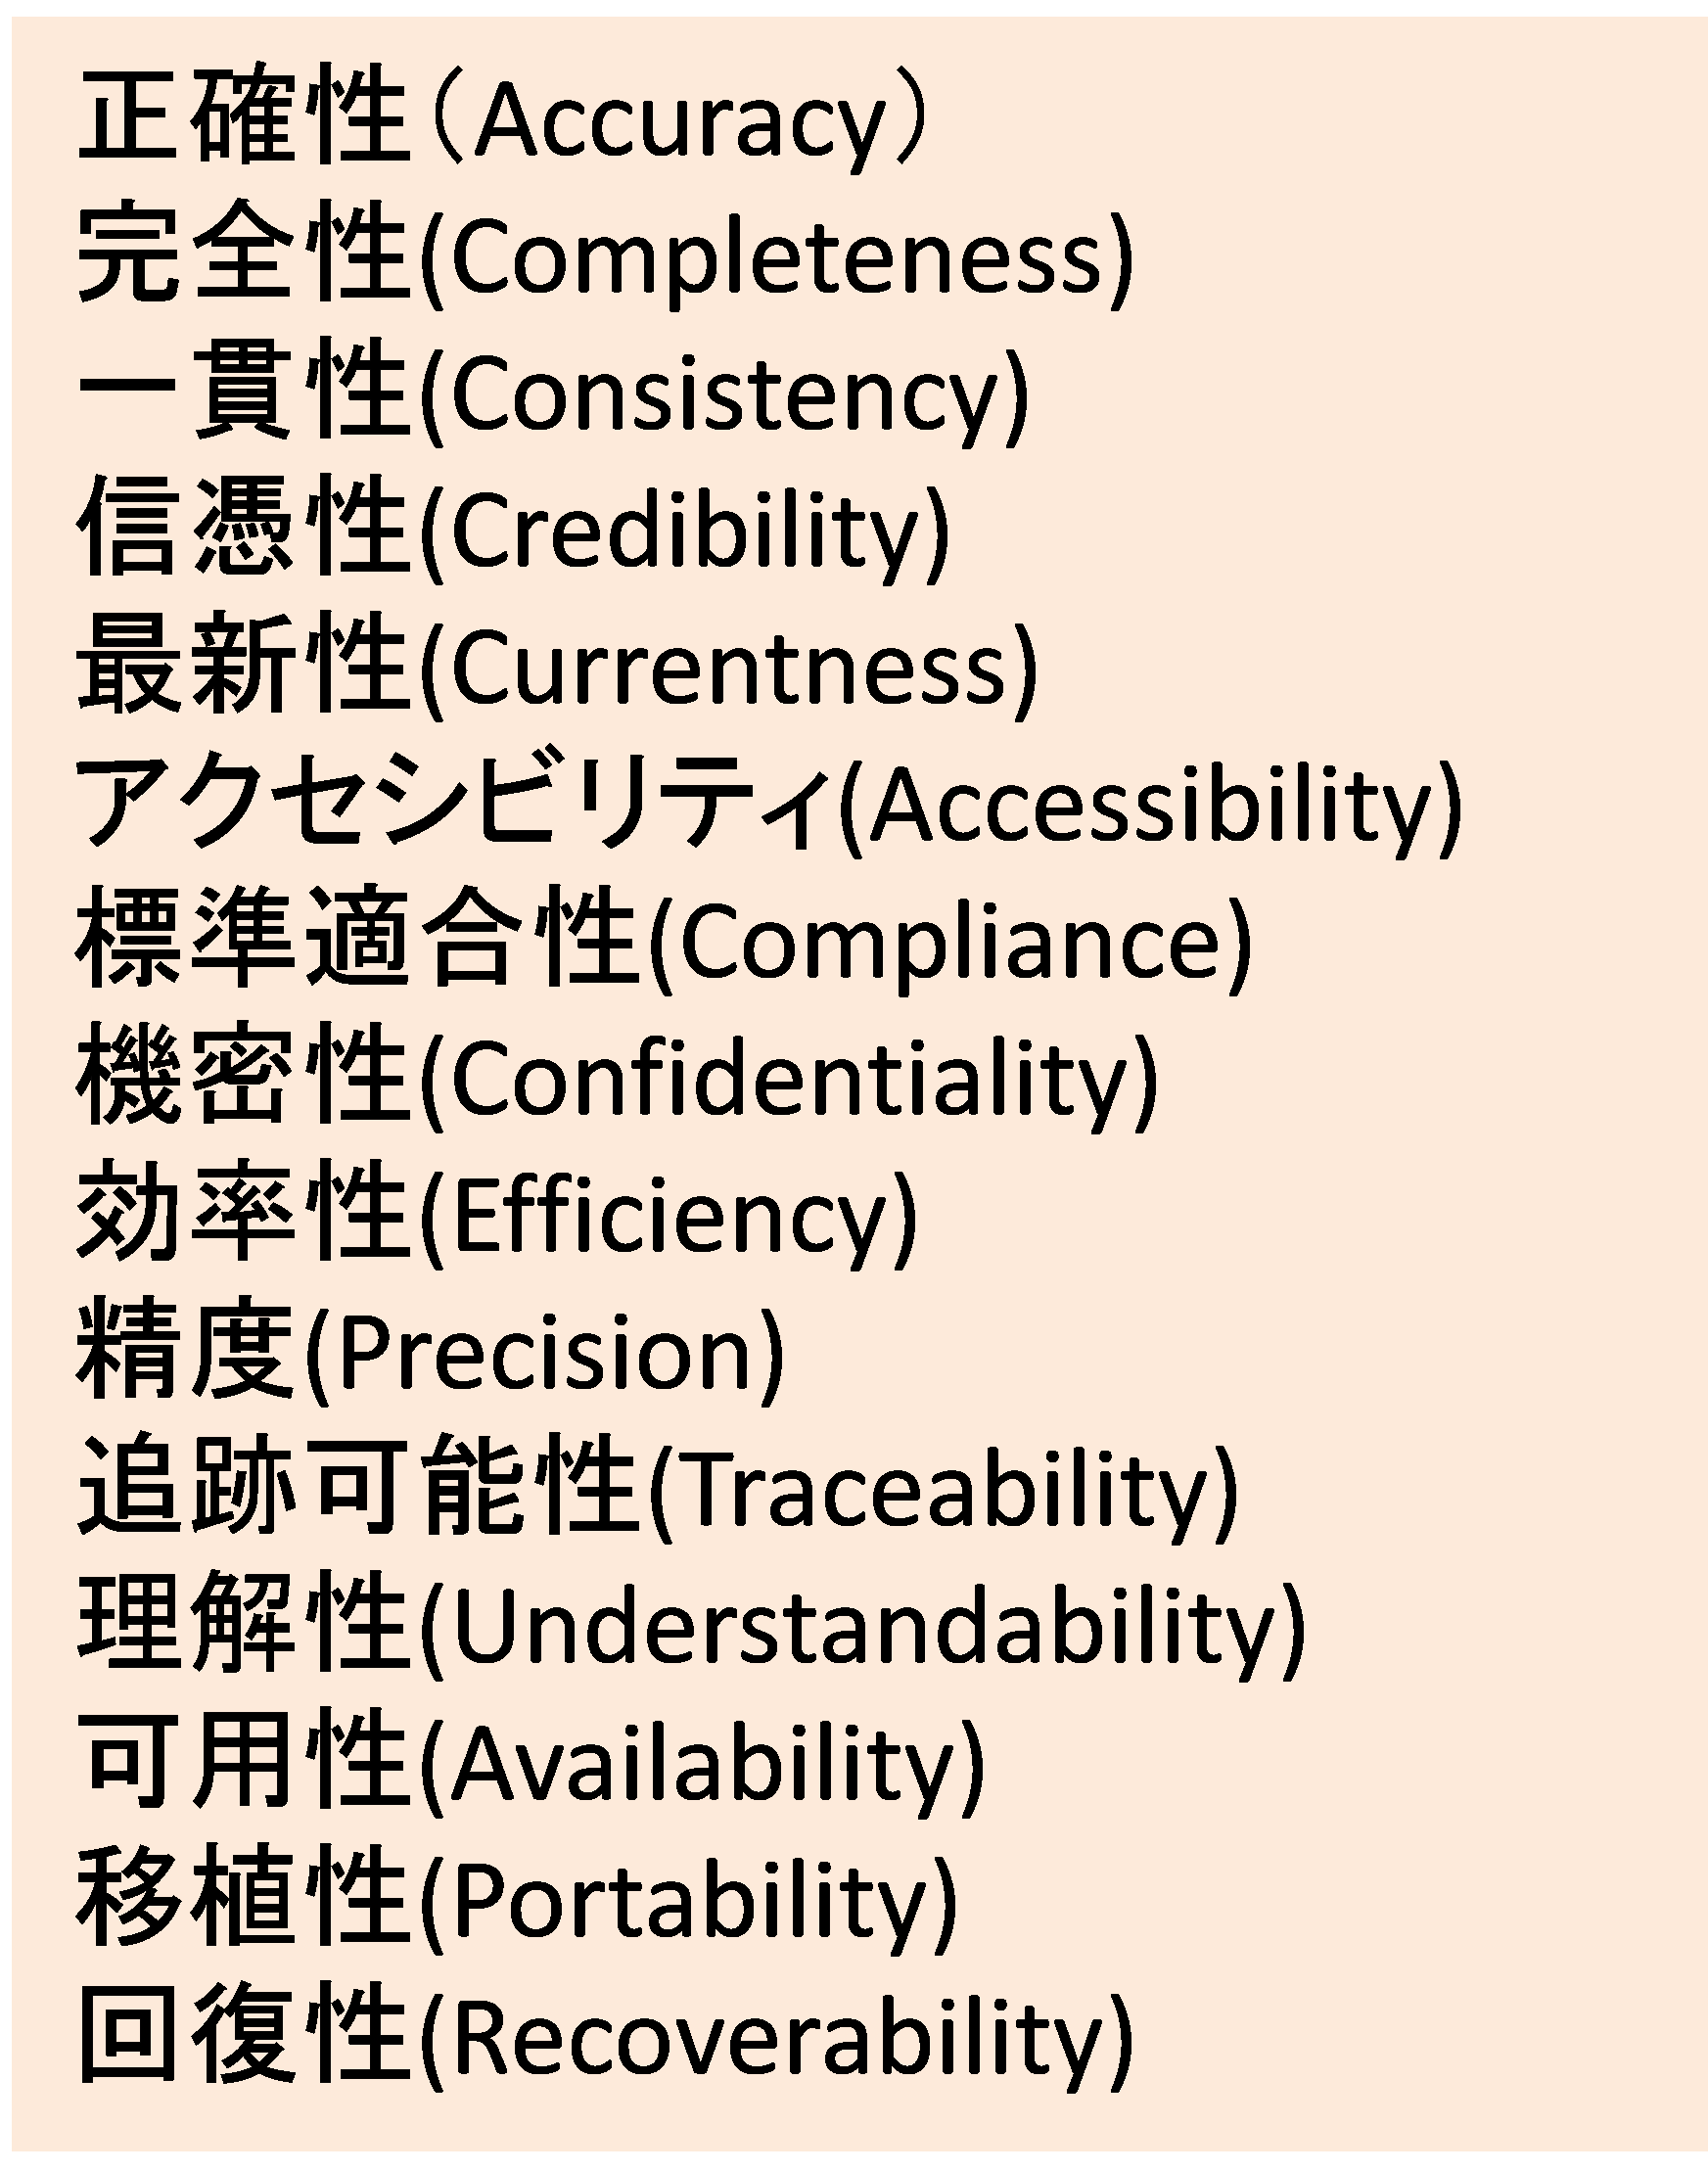 正確性（Accuracy）
完全性(Completeness)
一貫性(Consistency)
信憑性(Credibility)
最新性(Currentness)
アクセシビリティ(Accessibility)
標準適合性(Compliance)
機密性(Confidentiality)
効率性(Efficiency)
精度(Precision)
追跡可能性(Traceability)
理解性(Understandability)
可用性(Availability)
移植性(Portability)
回復性(Recoverability)